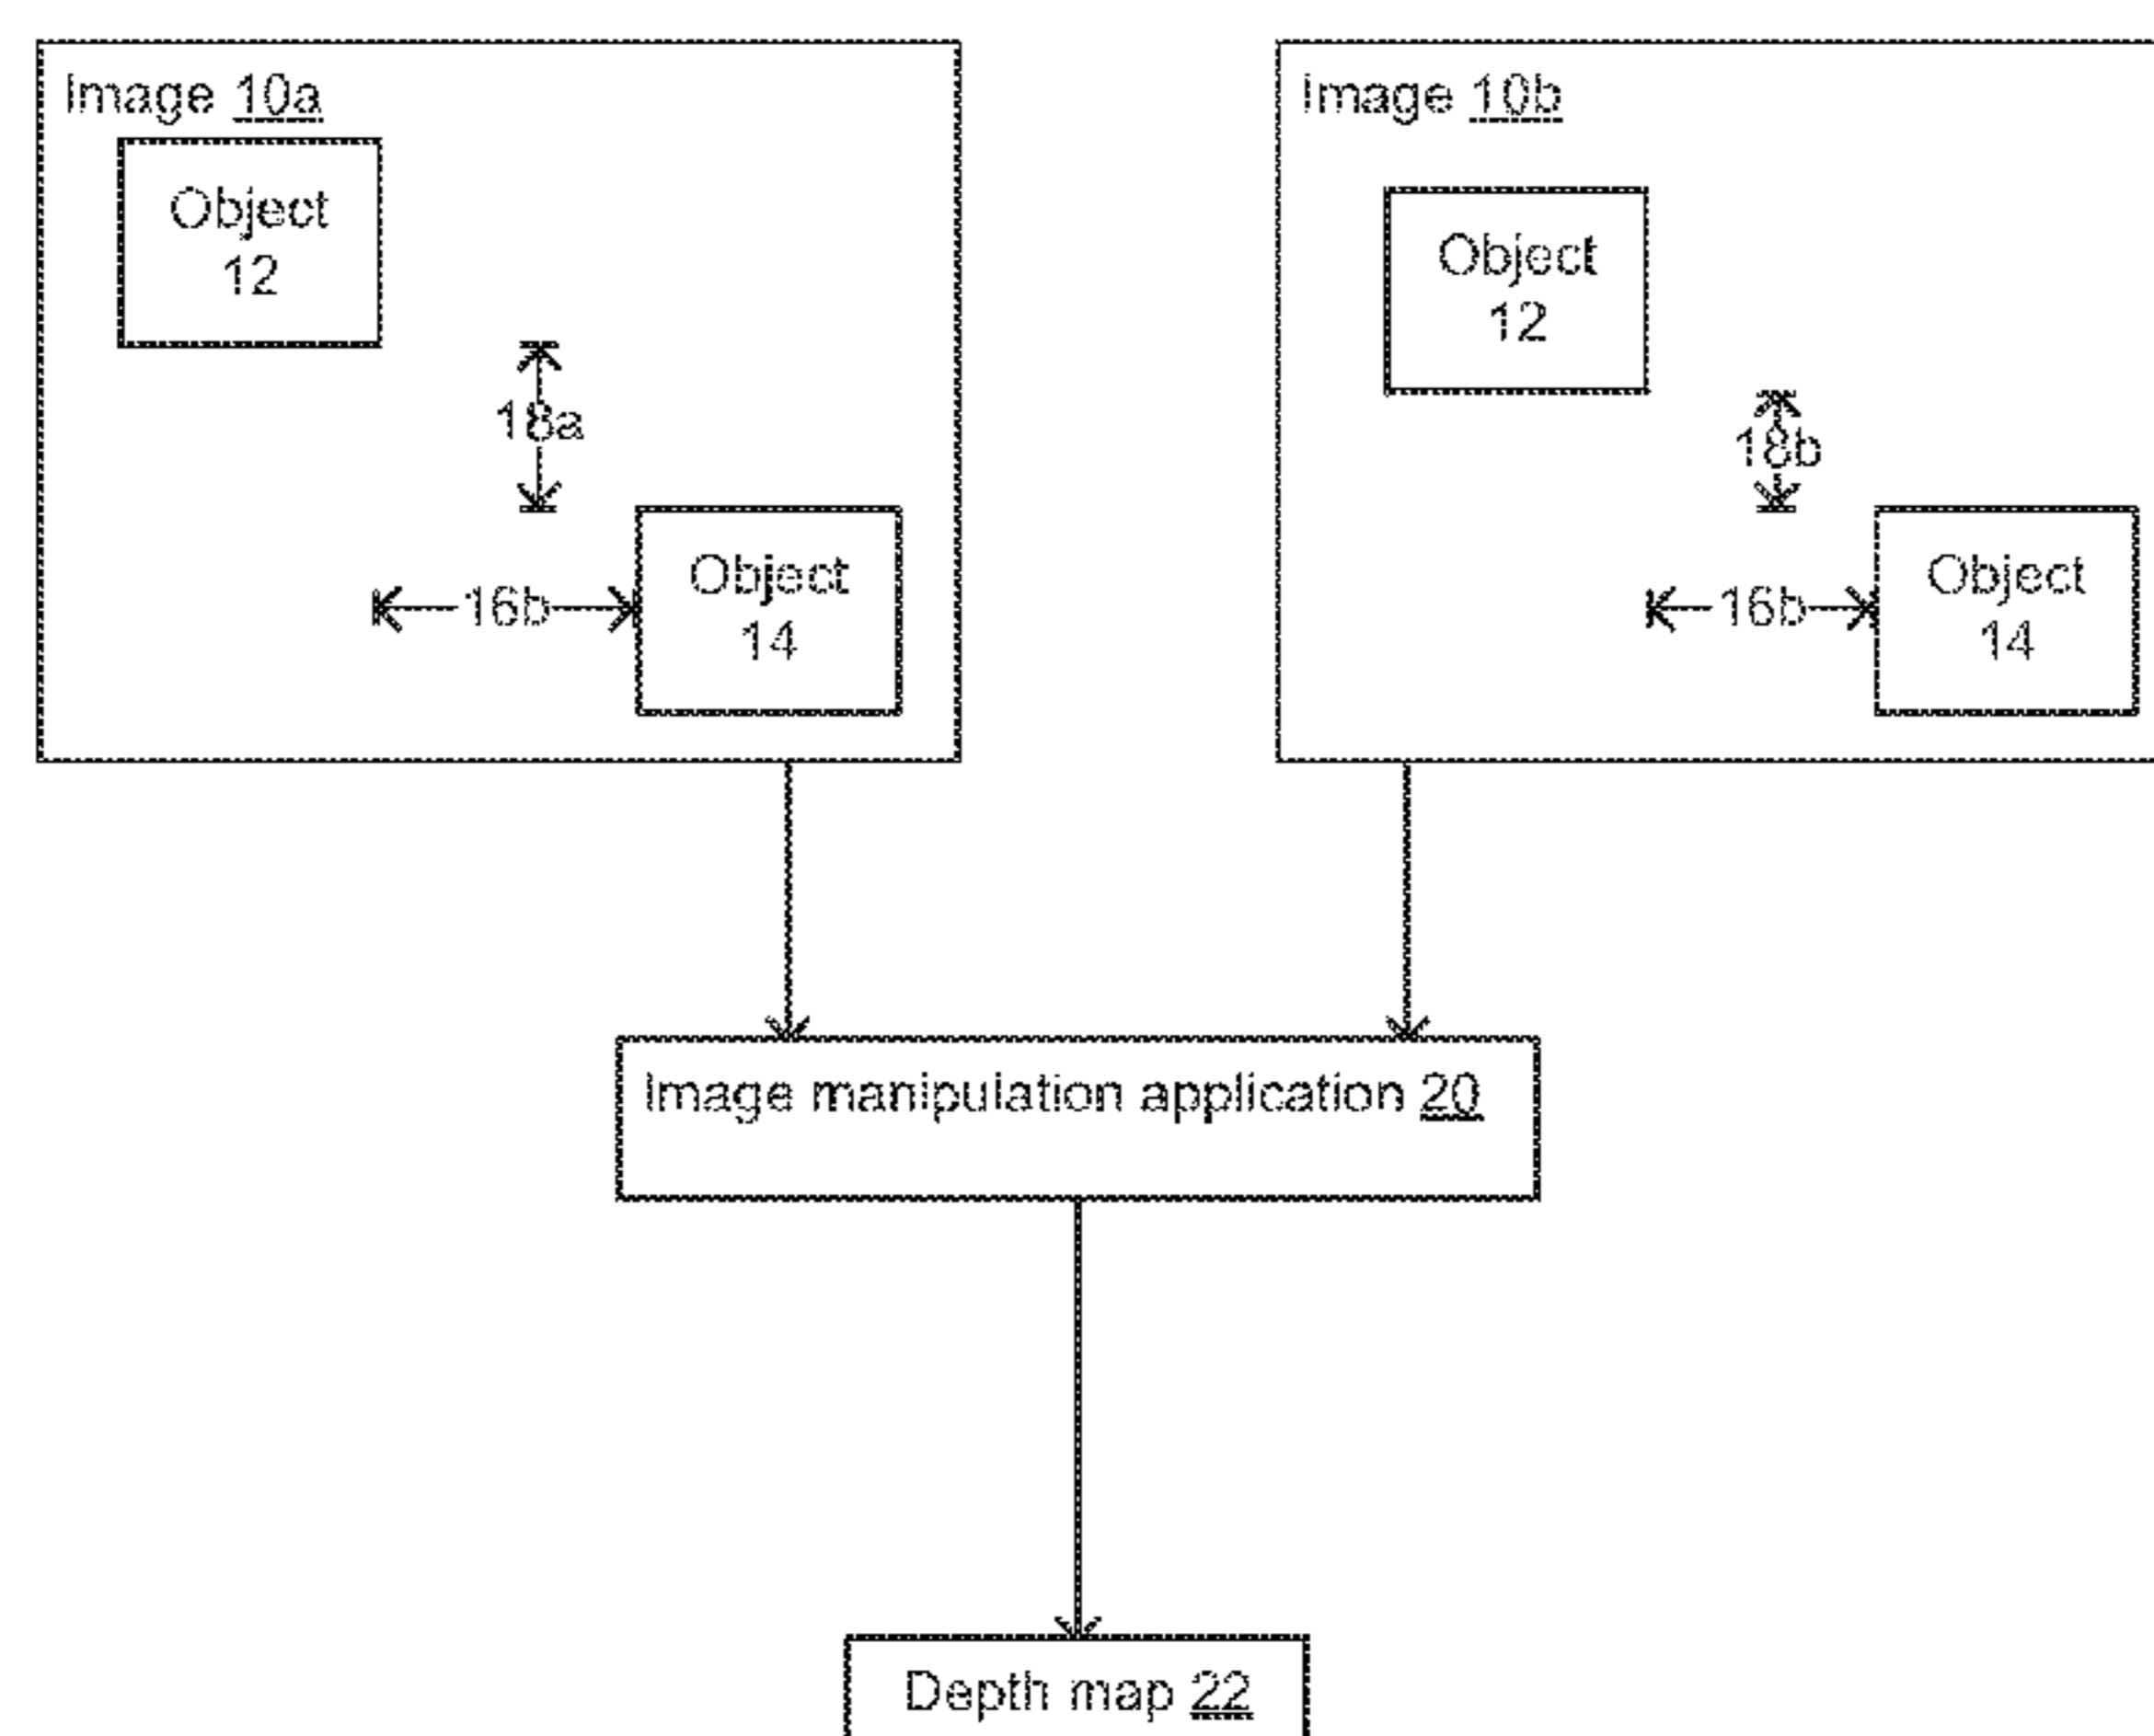 Image 10a
Object
12
18a
16b
Object
14
Image 10b
Object
12
18b
16b
Object
14
Image manipulation application 20
Depth map 22